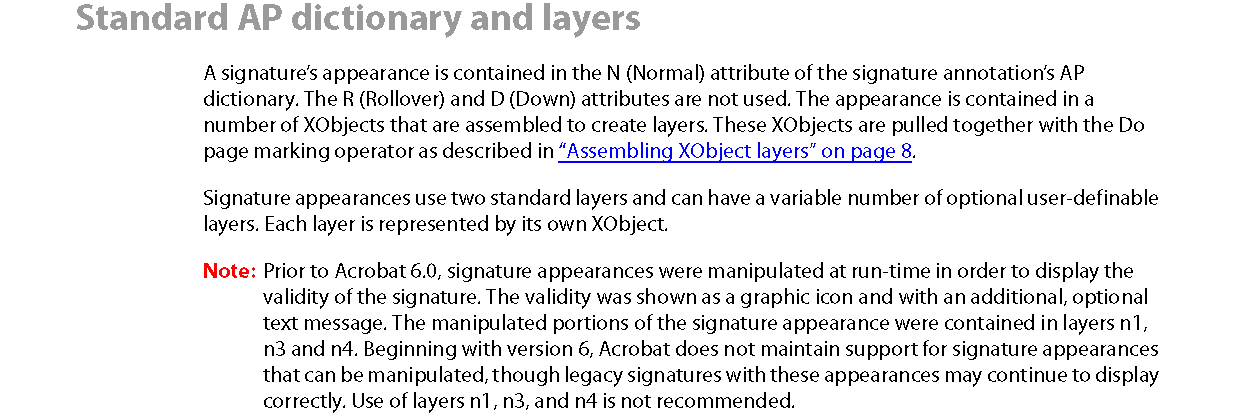 Standard AP dictionary and layers
A signature’s appearance is contained in the N (Normal) attribute of the signature annotation’s AP
dictionary. The R (Rollover) and D (Down) attributes are not used. The appearance is contained in a
number of XObjects that are assembled to create layers. These XObjects are pulled together with the Do
page marking operator as described in “Assembling XObject layers” on page 8.
Signature appearances use two standard layers and can have a variable number of optional user-definable
layers. Each layer is represented by its own XObject.
Note: Prior to Acrobat 6.0, signature appearances were manipulated at run-time in order to display the
validity of the signature. The validity was shown as a graphic icon and with an additional, optional
text message. The manipulated portions of the signature appearance were contained in layers n1,
n3 and n4. Beginning with version 6, Acrobat does not maintain support for signature appearances
that can be manipulated, though legacy signatures with these appearances may continue to display
correctly. Use of layers n1, n3, and n4 is not recommended.